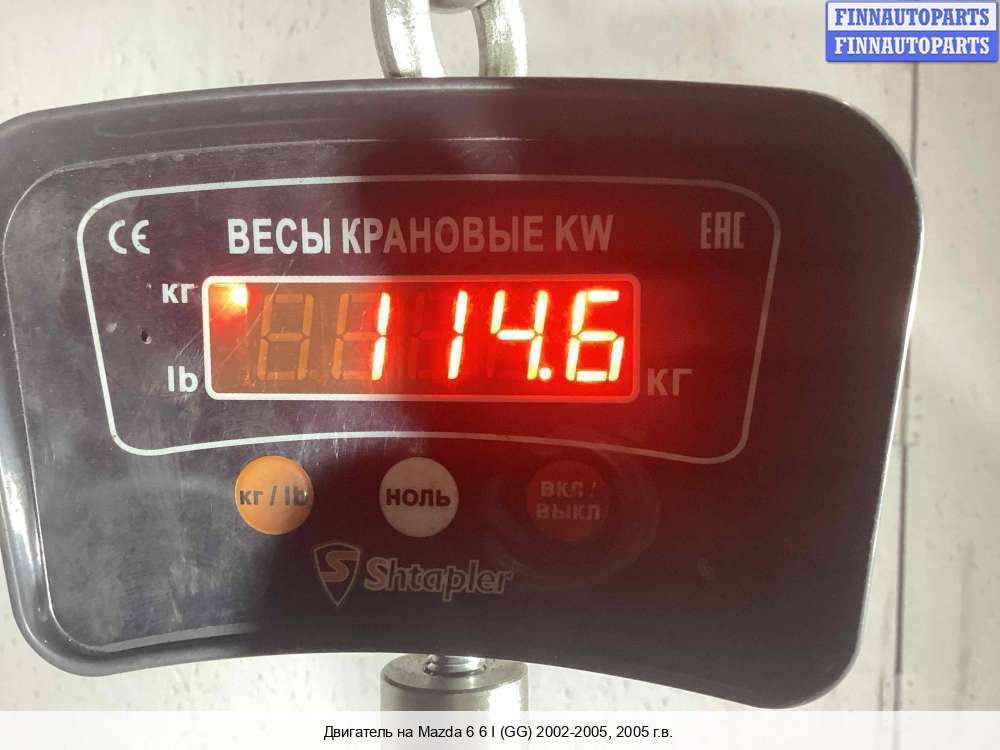 FINNAUTOPARTS
FINNAUTOPARTS
CE ВЕСЫ КРАНОВЫЕ KW ЕАС
кг
114.6
lb
КГ
кг / lb
НОЛЬ
ВКЛ /
ВЫКЛ
S Shtapler
Двигатель на Mazda 6 6 I (GG) 2002-2005, 2005 г.в.